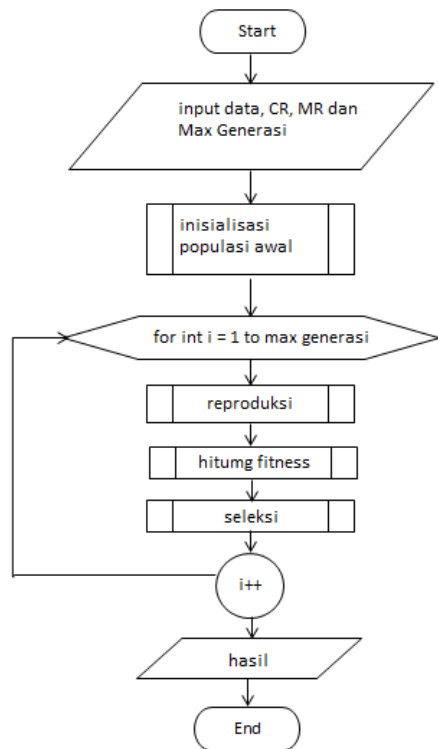 Start
input data, CR, MR dan
Max Generasi
inisialisasi
populasi awal
for int i = 1 to max generasi
reproduksi
hitumg fitness
seleksi
i++
hasil
End